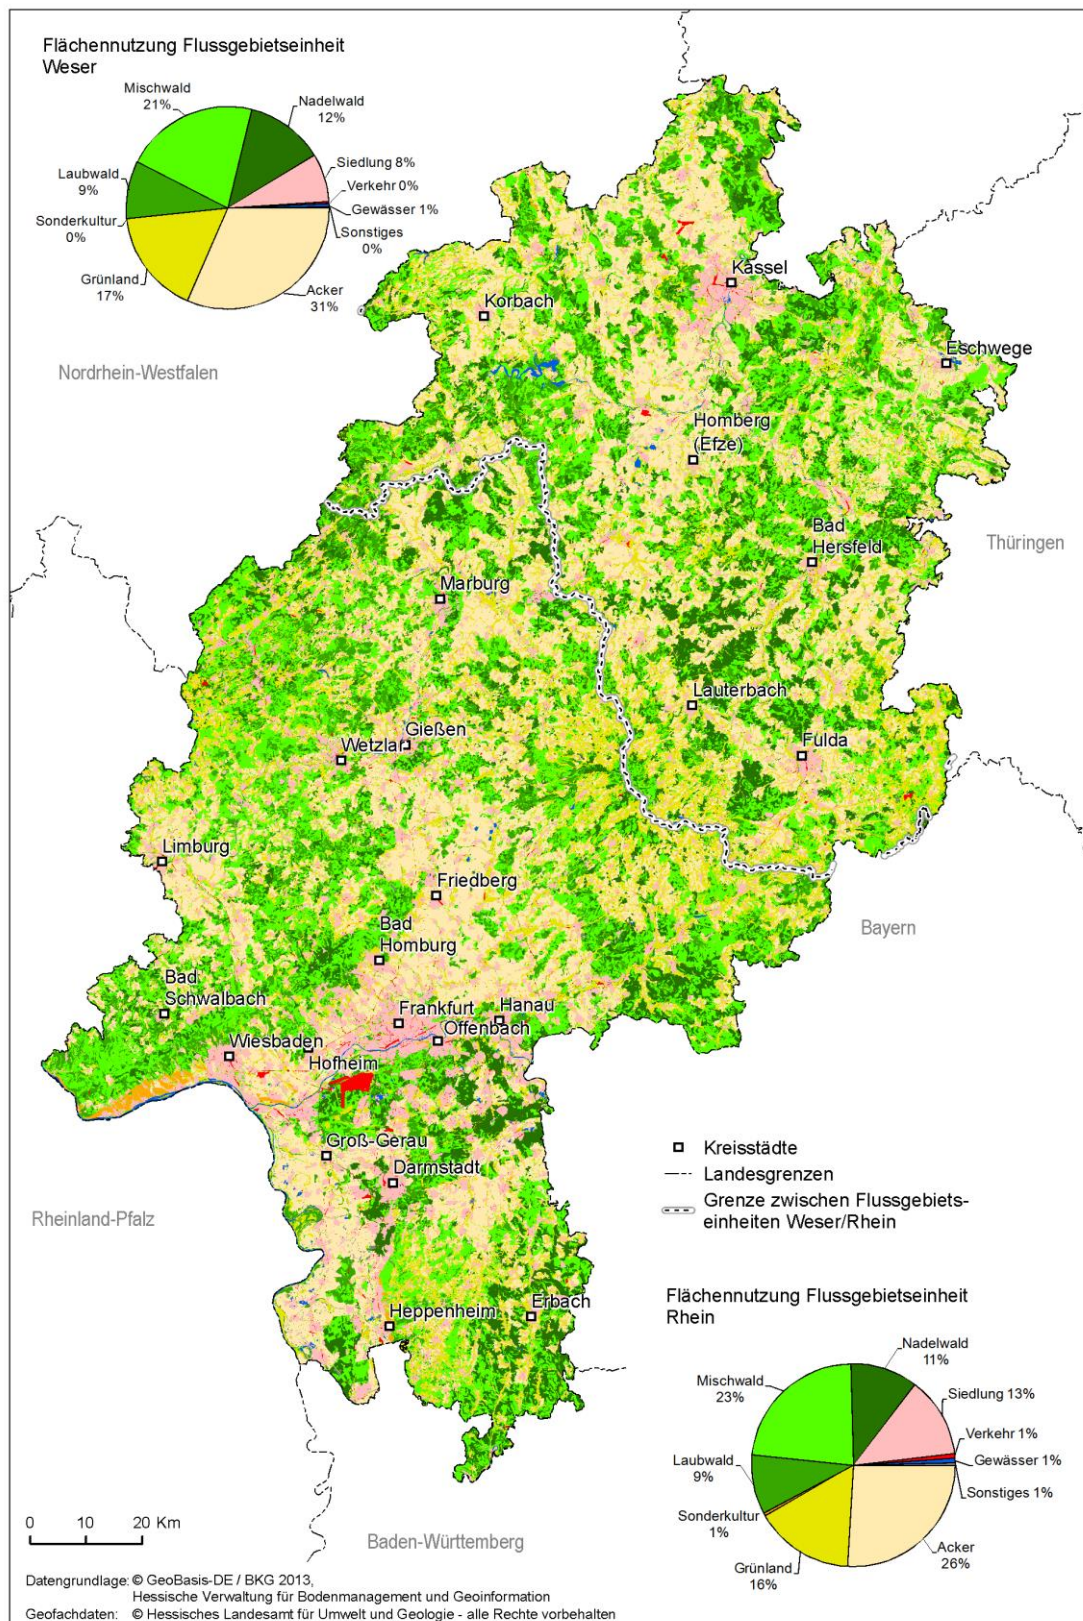 Flächennutzung Flussgebietseinheit
Weser
Mischwald
21%
Nadelwald
12%
Siedlung 8%
Verkehr 0%
Gewässer 1%
Sonstiges
0%
Laubwald
9%
Sonderkultur
0%
Grünland
17%
Acker
31%
Nordrhein-Westfalen
Kassel
Korbach
Eschwege
Homberg
(Efze)
Bad
Hersfeld
Thüringen
Marburg
Lauterbach
Gießen
Wetzlar
Fulda
Limburg
Friedberg
Bayern
Bad
Homburg
Bad
Schwalbach
Frankfurt
Hanau
Offenbach
Wiesbaden
Hofheim
Groß-Gerau
Darmstadt
Rheinland-Pfalz
Heppenheim
Erbach
Kreisstädte
Landesgrenzen
Grenze zwischen Flussgebiets-
einheiten Weser/Rhein
Flächennutzung Flussgebietseinheit
Rhein
Nadelwald
11%
Mischwald
23%
Siedlung 13%
Verkehr 1%
Gewässer 1%
Sonstiges 1%
Laubwald
9%
Sonderkultur
1%
Grünland
16%
Acker
26%
0 10 20 Km
Baden-Württemberg
Datengrundlage: © GeoBasis-DE / BKG 2013,
Hessische Verwaltung für Bodenmanagement und Geoinformation
Geofachdaten: © Hessisches Landesamt für Umwelt und Geologie - alle Rechte vorbehalten